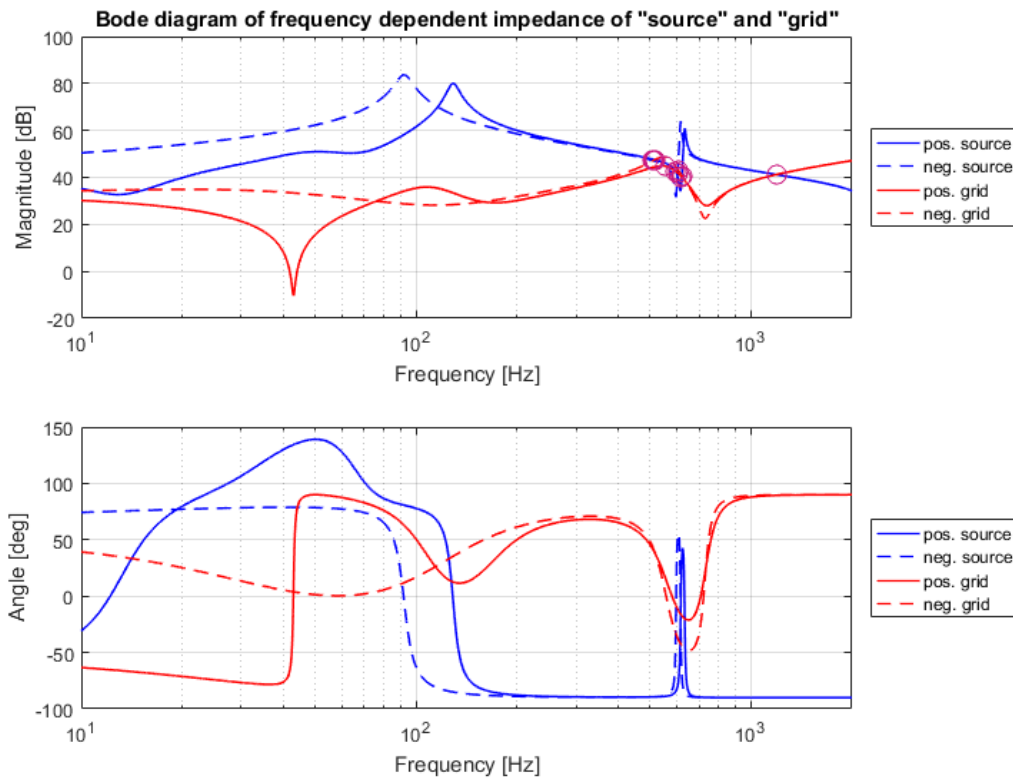 Bode diagram of frequency dependent impedance of "source" and "grid"
100
80
60
40
20
0
-20
Magnitude [dB]
10^1
10^2
10^3
Frequency [Hz]
pos. source
neg. source
pos. grid
neg. grid
150
100
50
0
-50
-100
Angle [deg]
10^1
10^2
10^3
Frequency [Hz]
pos. source
neg. source
pos. grid
neg. grid